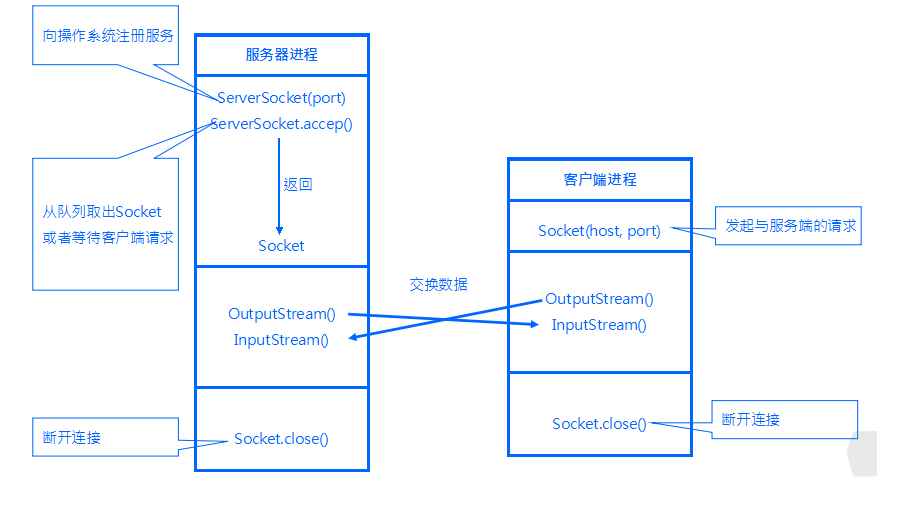 向操作系统注册服务
服务器进程
ServerSocket(port)
ServerSocket.accep()
返回
从队列取出Socket
或者等待客户端请求
Socket
OutputStream()
InputStream()
断开连接
Socket.close()
交换数据
客户端进程
Socket(host, port)
发起与服务端的请求
OutputStream()
InputStream()
Socket.close()
断开连接